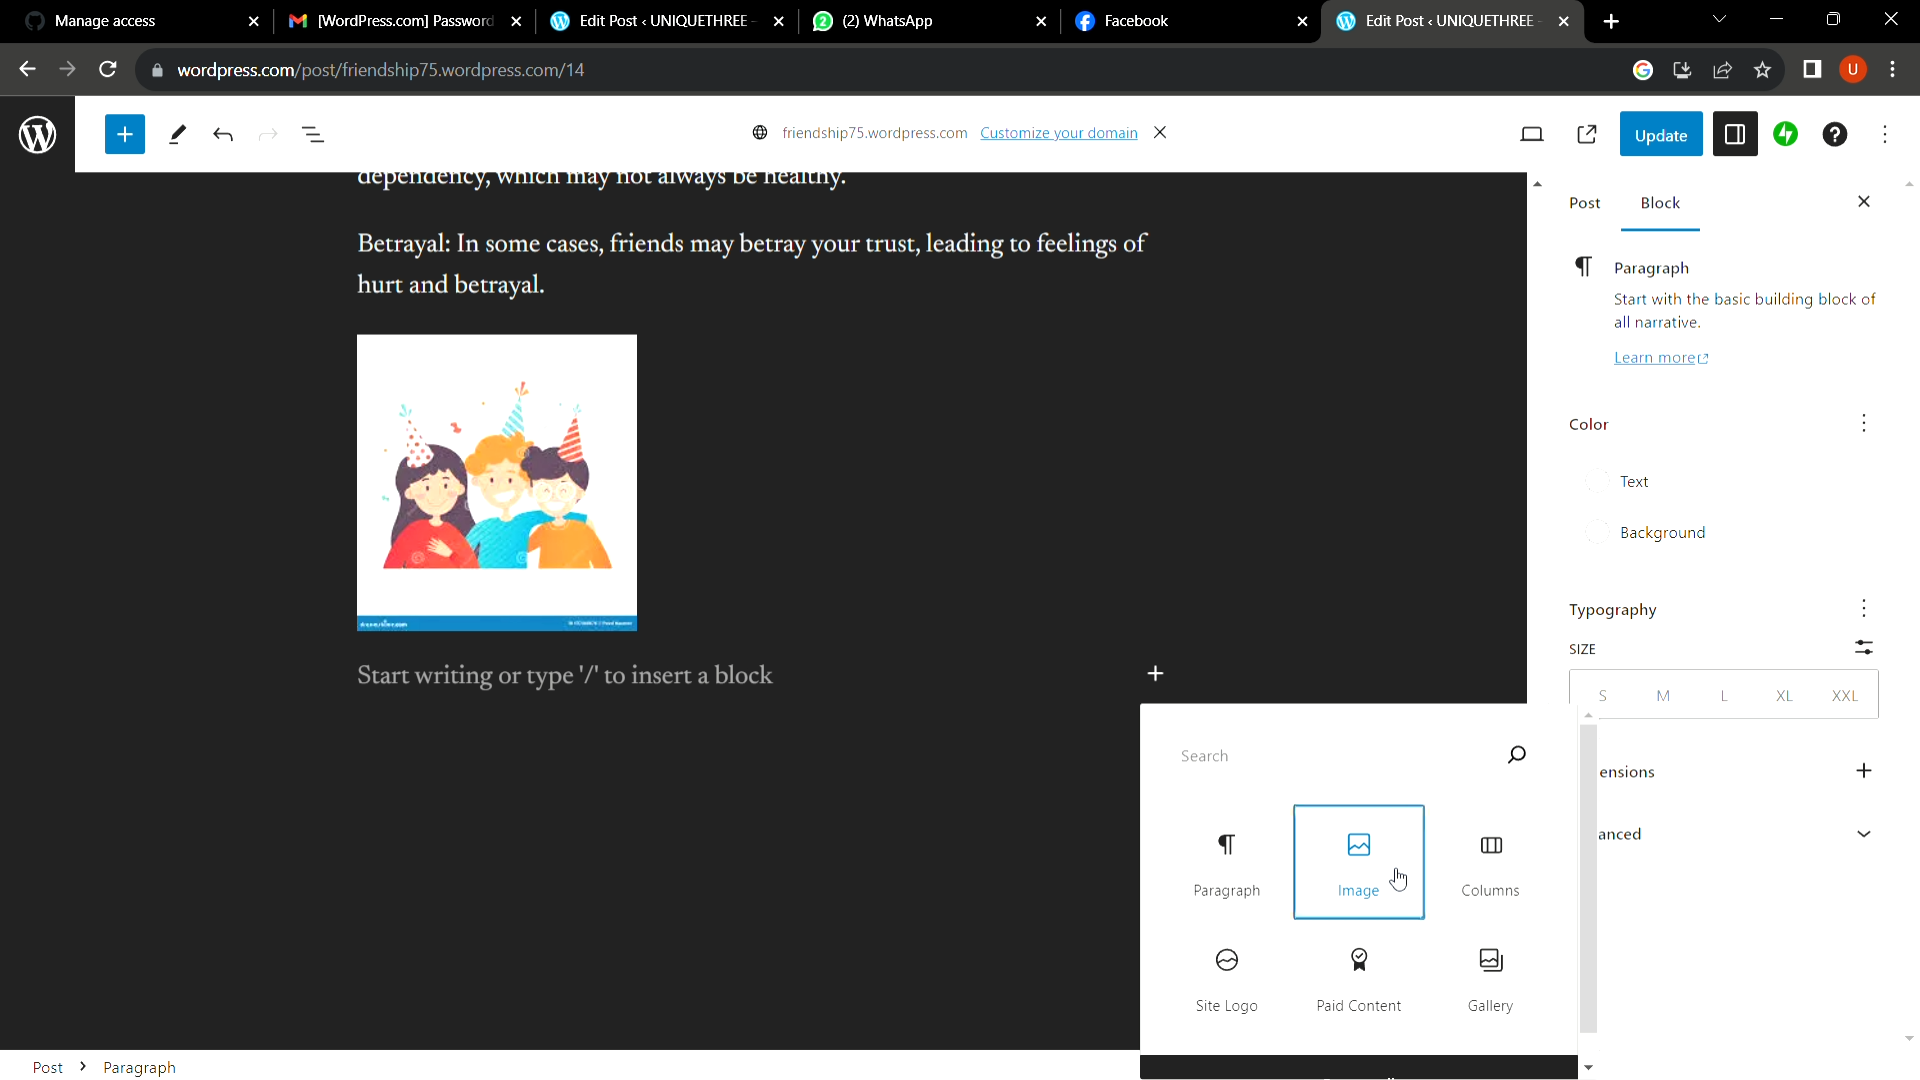 Manage access
[WordPress.com] Password
Edit Post ‹ UNIQUETHREE -
(2) WhatsApp
Facebook
Edit Post ‹ UNIQUETHREE -
wordpress.com/post/friendship75.wordpress.com/14
U
friendship75.wordpress.com Customize your domain
Update
dependency, which may not always be healthy.
Betrayal: In some cases, friends may betray your trust, leading to feelings of
hurt and betrayal.
Start writing or type '/' to insert a block
Post Block
Paragraph
Start with the basic building block of
all narrative.
Learn more
Color
Text
Background
Typography
SIZE
S M L XL XXL
ensions
anced
Search
Paragraph Image Columns
Site Logo Paid Content Gallery
Post › Paragraph